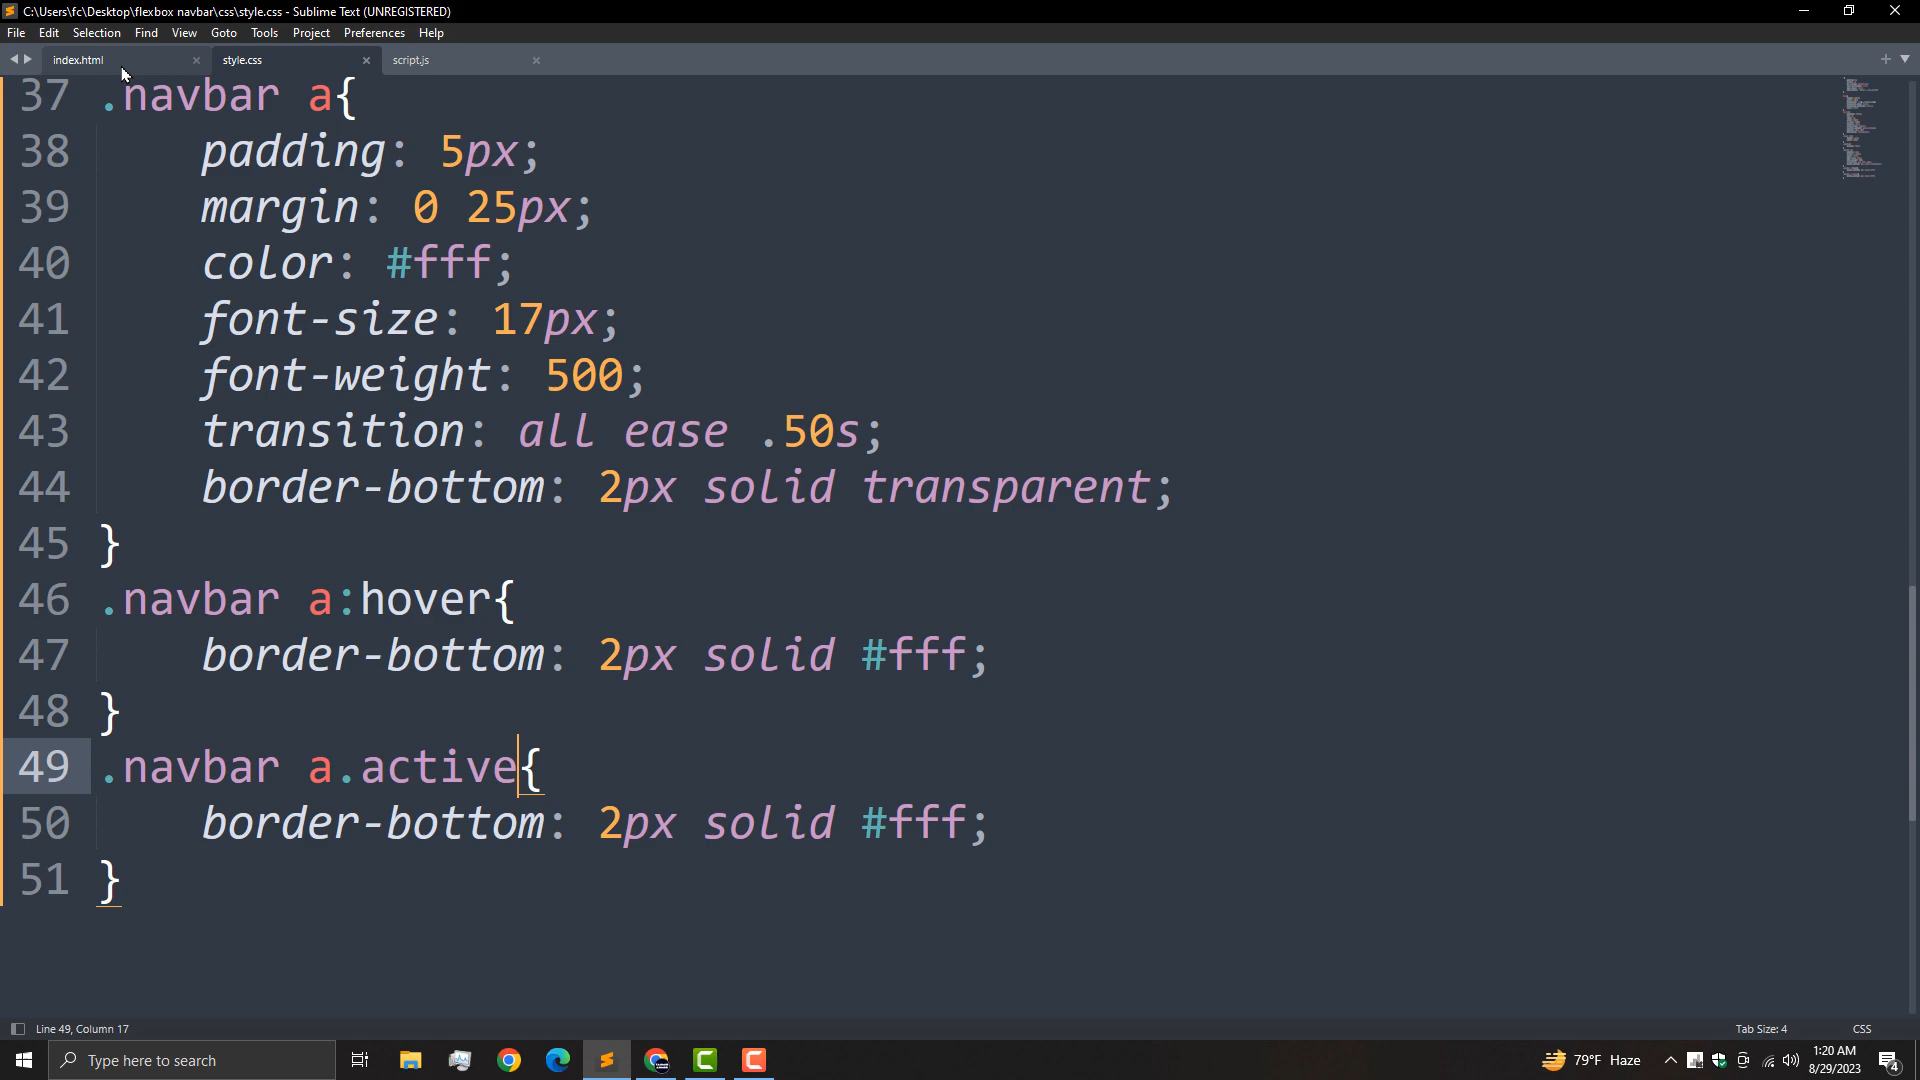 C:\Users\fc\Desktop\flexbox navbar\css\style.css - Sublime Text (UNREGISTERED)
File Edit Selection Find View Goto Tools Project Preferences Help
index.html style.css script.js
37 .navbar a{
38 padding: 5px;
39 margin: 0 25px;
40 color: #fff;
41 font-size: 17px;
42 font-weight: 500;
43 transition: all ease .50s;
44 border-bottom: 2px solid transparent;
45 }
46 .navbar a:hover{
47 border-bottom: 2px solid #fff;
48 }
49 .navbar a.active{
50 border-bottom: 2px solid #fff;
51 }
Line 49, Column 17 Tab Size: 4 CSS
Type here to search 79°F Haze 1:20 AM
8/29/2023 4